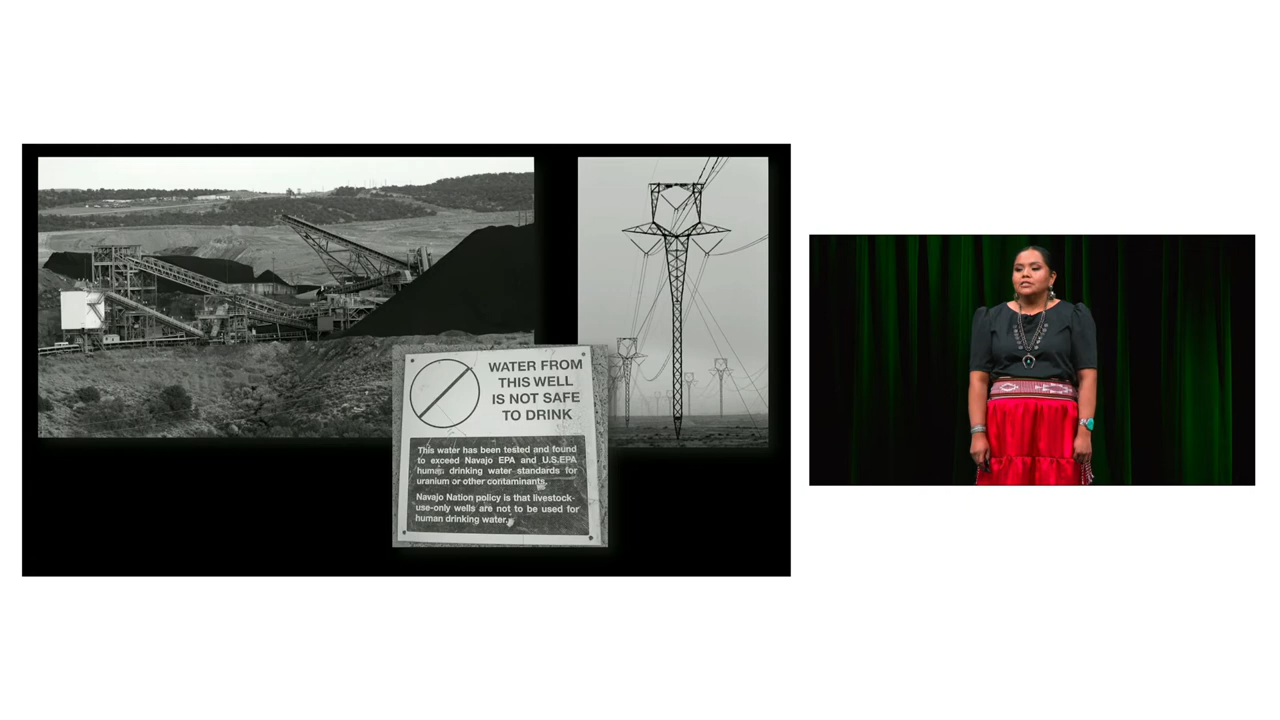 WATER FROM
THIS WELL
IS NOT SAFE
TO DRINK
This water has been tested and found
to exceed Navajo EPA and U.S.EPA
human drinking water standards for
uranium or other contaminants.
Navajo Nation policy is that livestock-
use-only wells are not to be used for
human drinking water.